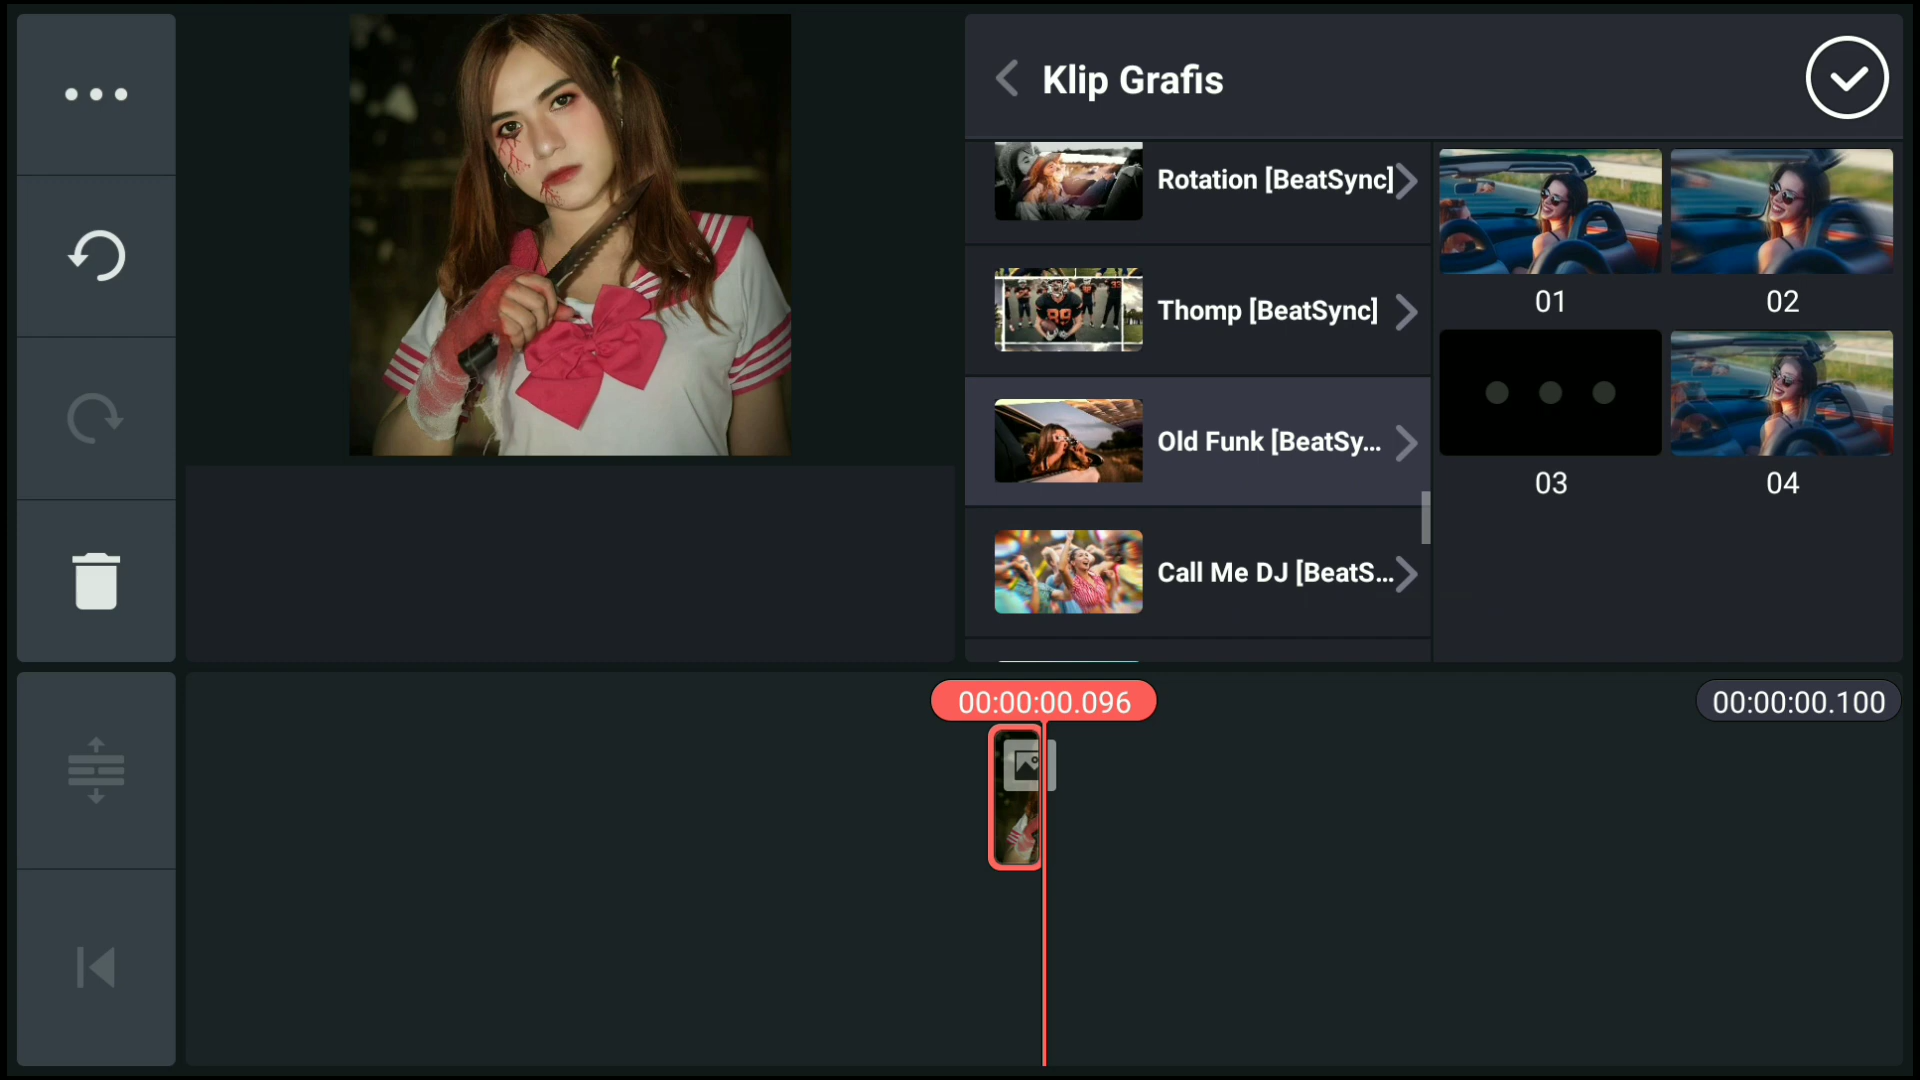 Klip Grafis
Rotation [BeatSync]
Thomp [BeatSync]
Old Funk [BeatSy...
Call Me DJ [BeatS...
01
02
03
04
00:00:00.096
00:00:00.100